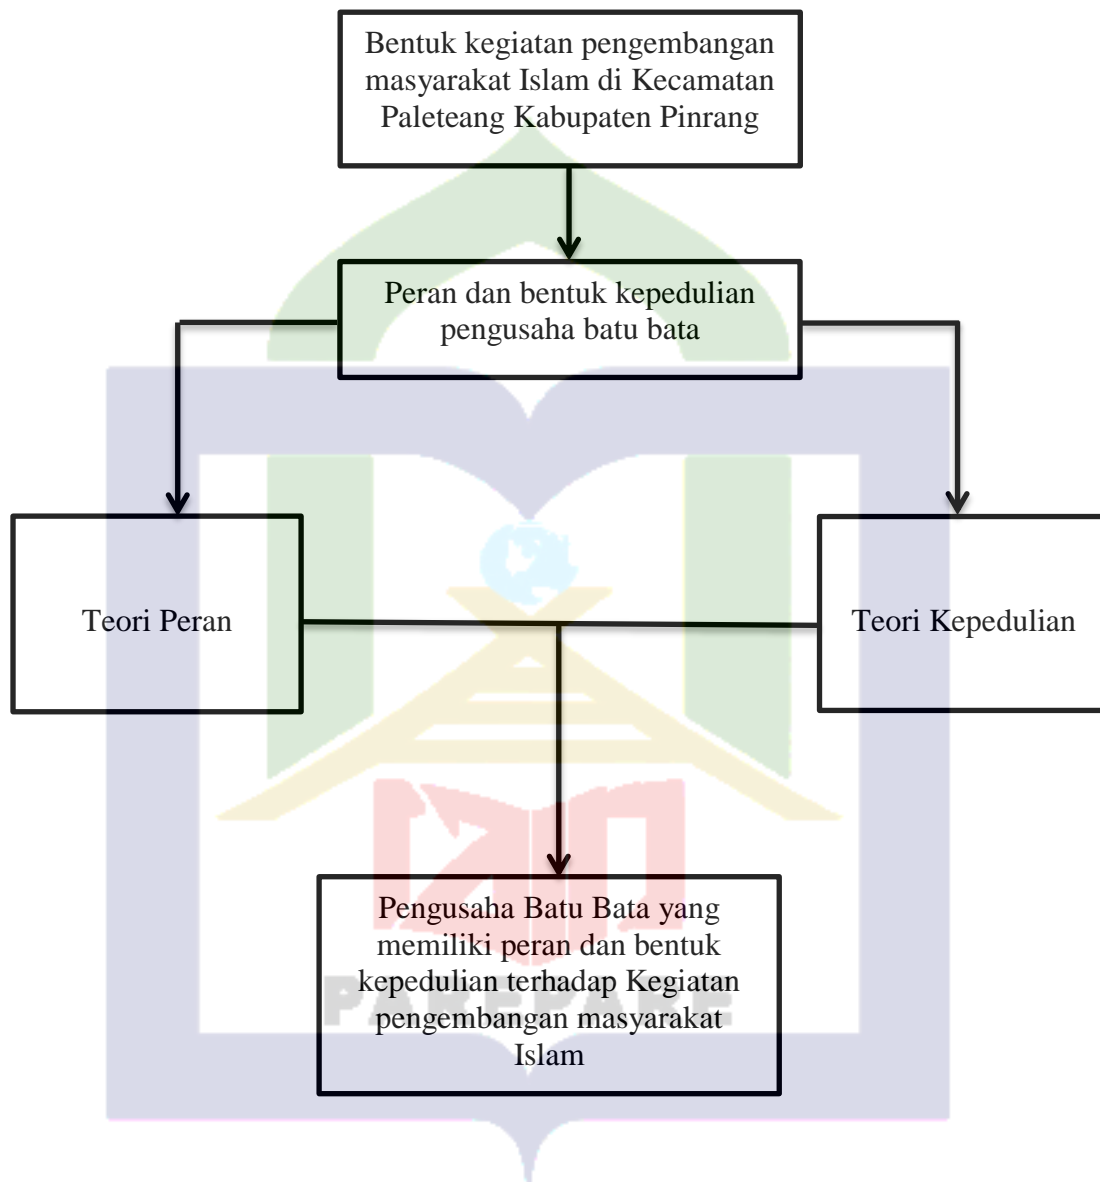 Bentuk kegiatan pengembangan
masyarakat Islam di Kecamatan
Paleteang Kabupaten Pinrang
Peran dan bentuk kepedulian
pengusaha batu bata
Teori Peran
Teori Kepedulian
Pengusaha Batu Bata yang
memiliki peran dan bentuk
kepedulian terhadap Kegiatan
pengembangan masyarakat
Islam
IAIN
PAREPARE